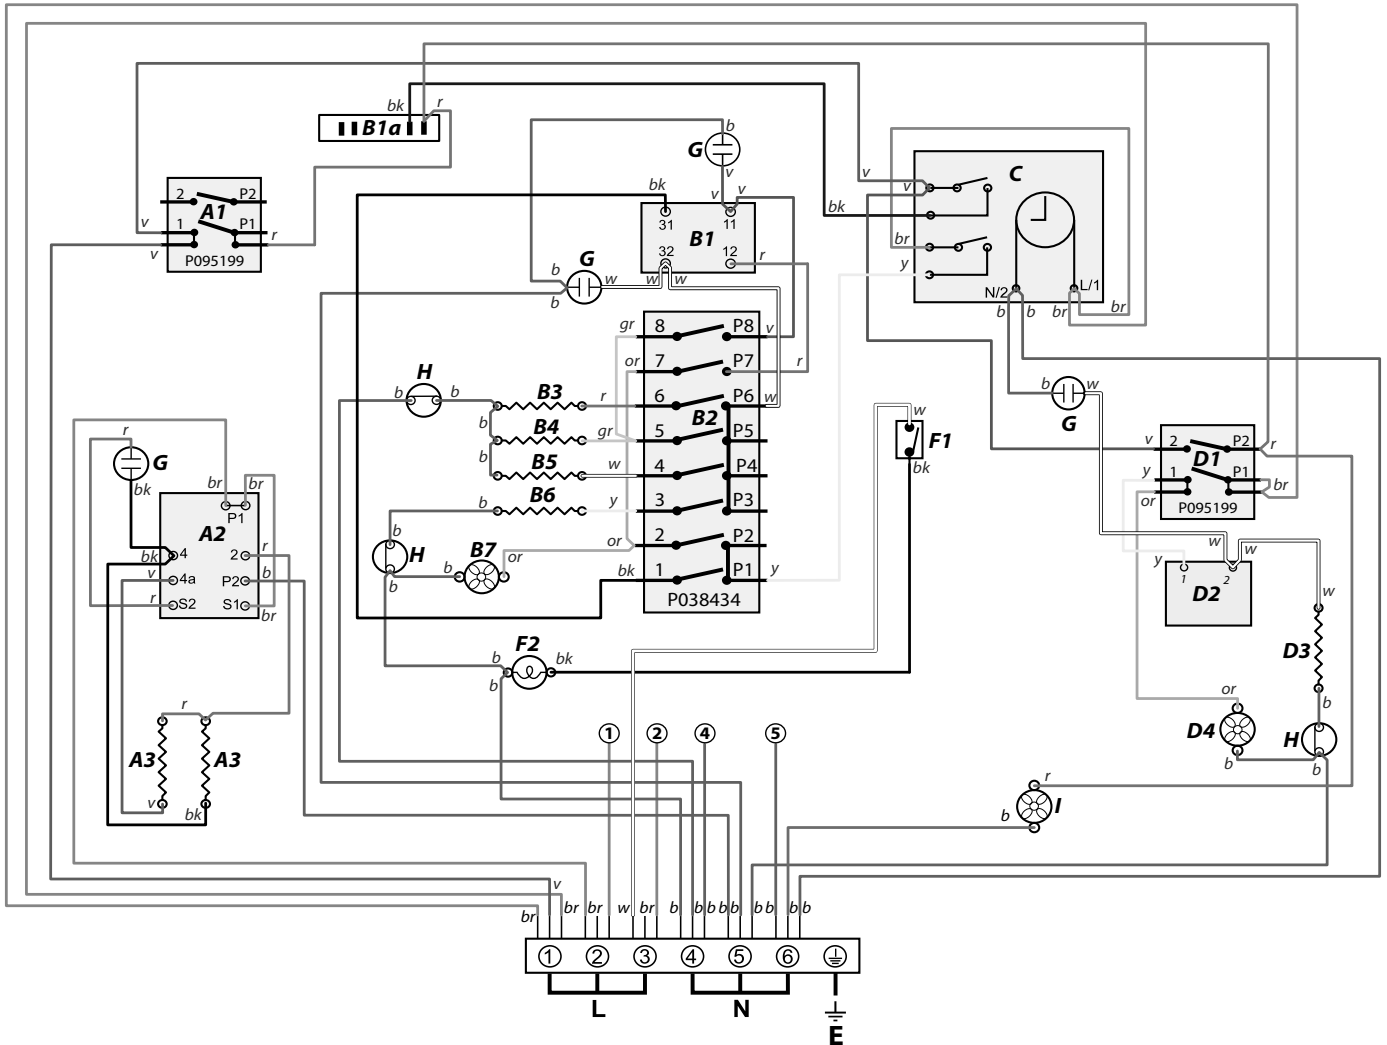 bk
r
B1a
b
G
v
v
v
2
P2
A1
1
P1
v
v
r
P095199
bk
31
11
B1
32
12
r
G
b
b
w
w
w
v
v
bk
C
br
y
N/2
L/1
b
b
br
br
gr
8
P8
v
or
7
P7
r
H
b
b
B3
r
6
P6
w
B2
b
B4
gr
5
P5
b
B5
w
4
P4
b
B6
y
3
P3
b
H
B7
or
or
2
P2
b
b
bk
1
P1
y
P038434
w
F1
bk
b
G
w
v
2
P2
r
D1
y
1
P1
br
or
P095199
w
w
y
1
2
D2
w
D3
b
or
D4
H
b
b
r
G
bk
br
br
P1
A2
bk
4
2
r
v
4a
P2
b
r
S2
S1
br
r
A3
A3
v
bk
F2
b
bk
b
1
2
4
5
r
I
b
br
v
br
br
w
br
b
b
b
b
b
b
b
b
b
1
2
3
4
5
6
L
N
E